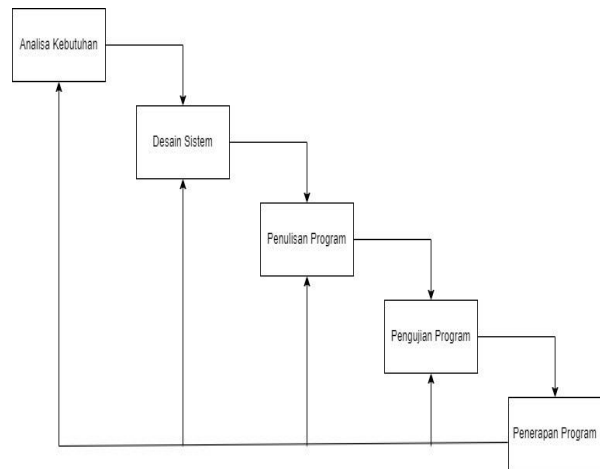 Analisa Kebutuhan
Desain Sistem
Penulisan Program
Pengujian Program
Penerapan Program